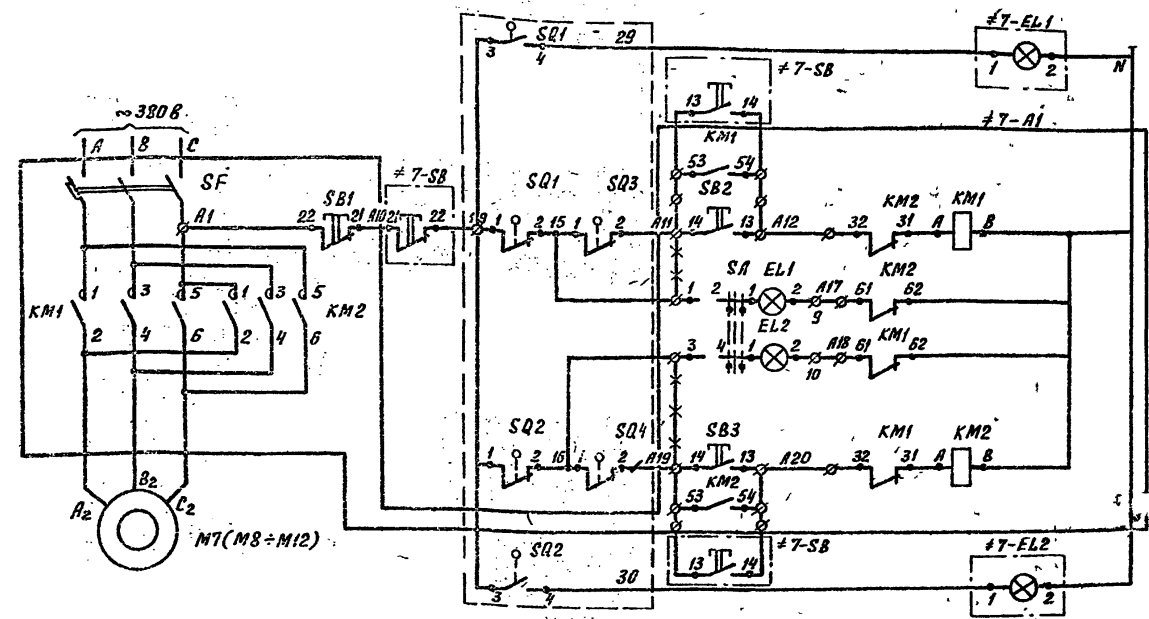 ≠7-EL1
SQ1 29
3 4
1 2
N
≠7-SB
13 14
≠7-A1
~380В
A B C
KM1
SF
≠7-SB
SQ1 SQ3
53 54
SB1
SB2
KM2 KM1
A1 22 21 A10 21 22 19 1 2 15 1 2 A11 14 13 A12 32 31 A B
SA EL1 KM2
1 2 1 2 A17 61 62
9
KM1 1 3 5 1 3 5 KM2
2 4 6 2 4 6
EL2 KM1
3 4 1 2 A18 61 62
10
SQ2 SQ4 SB3 KM1 KM2
1 2 16 1 2 A19 14 13 A20 32 31 A B
KM2
53 54
A2 B2 C2
M7(M8÷M12)
SQ2 30
3 4
≠7-SB
13 14
≠7-EL2
1 2